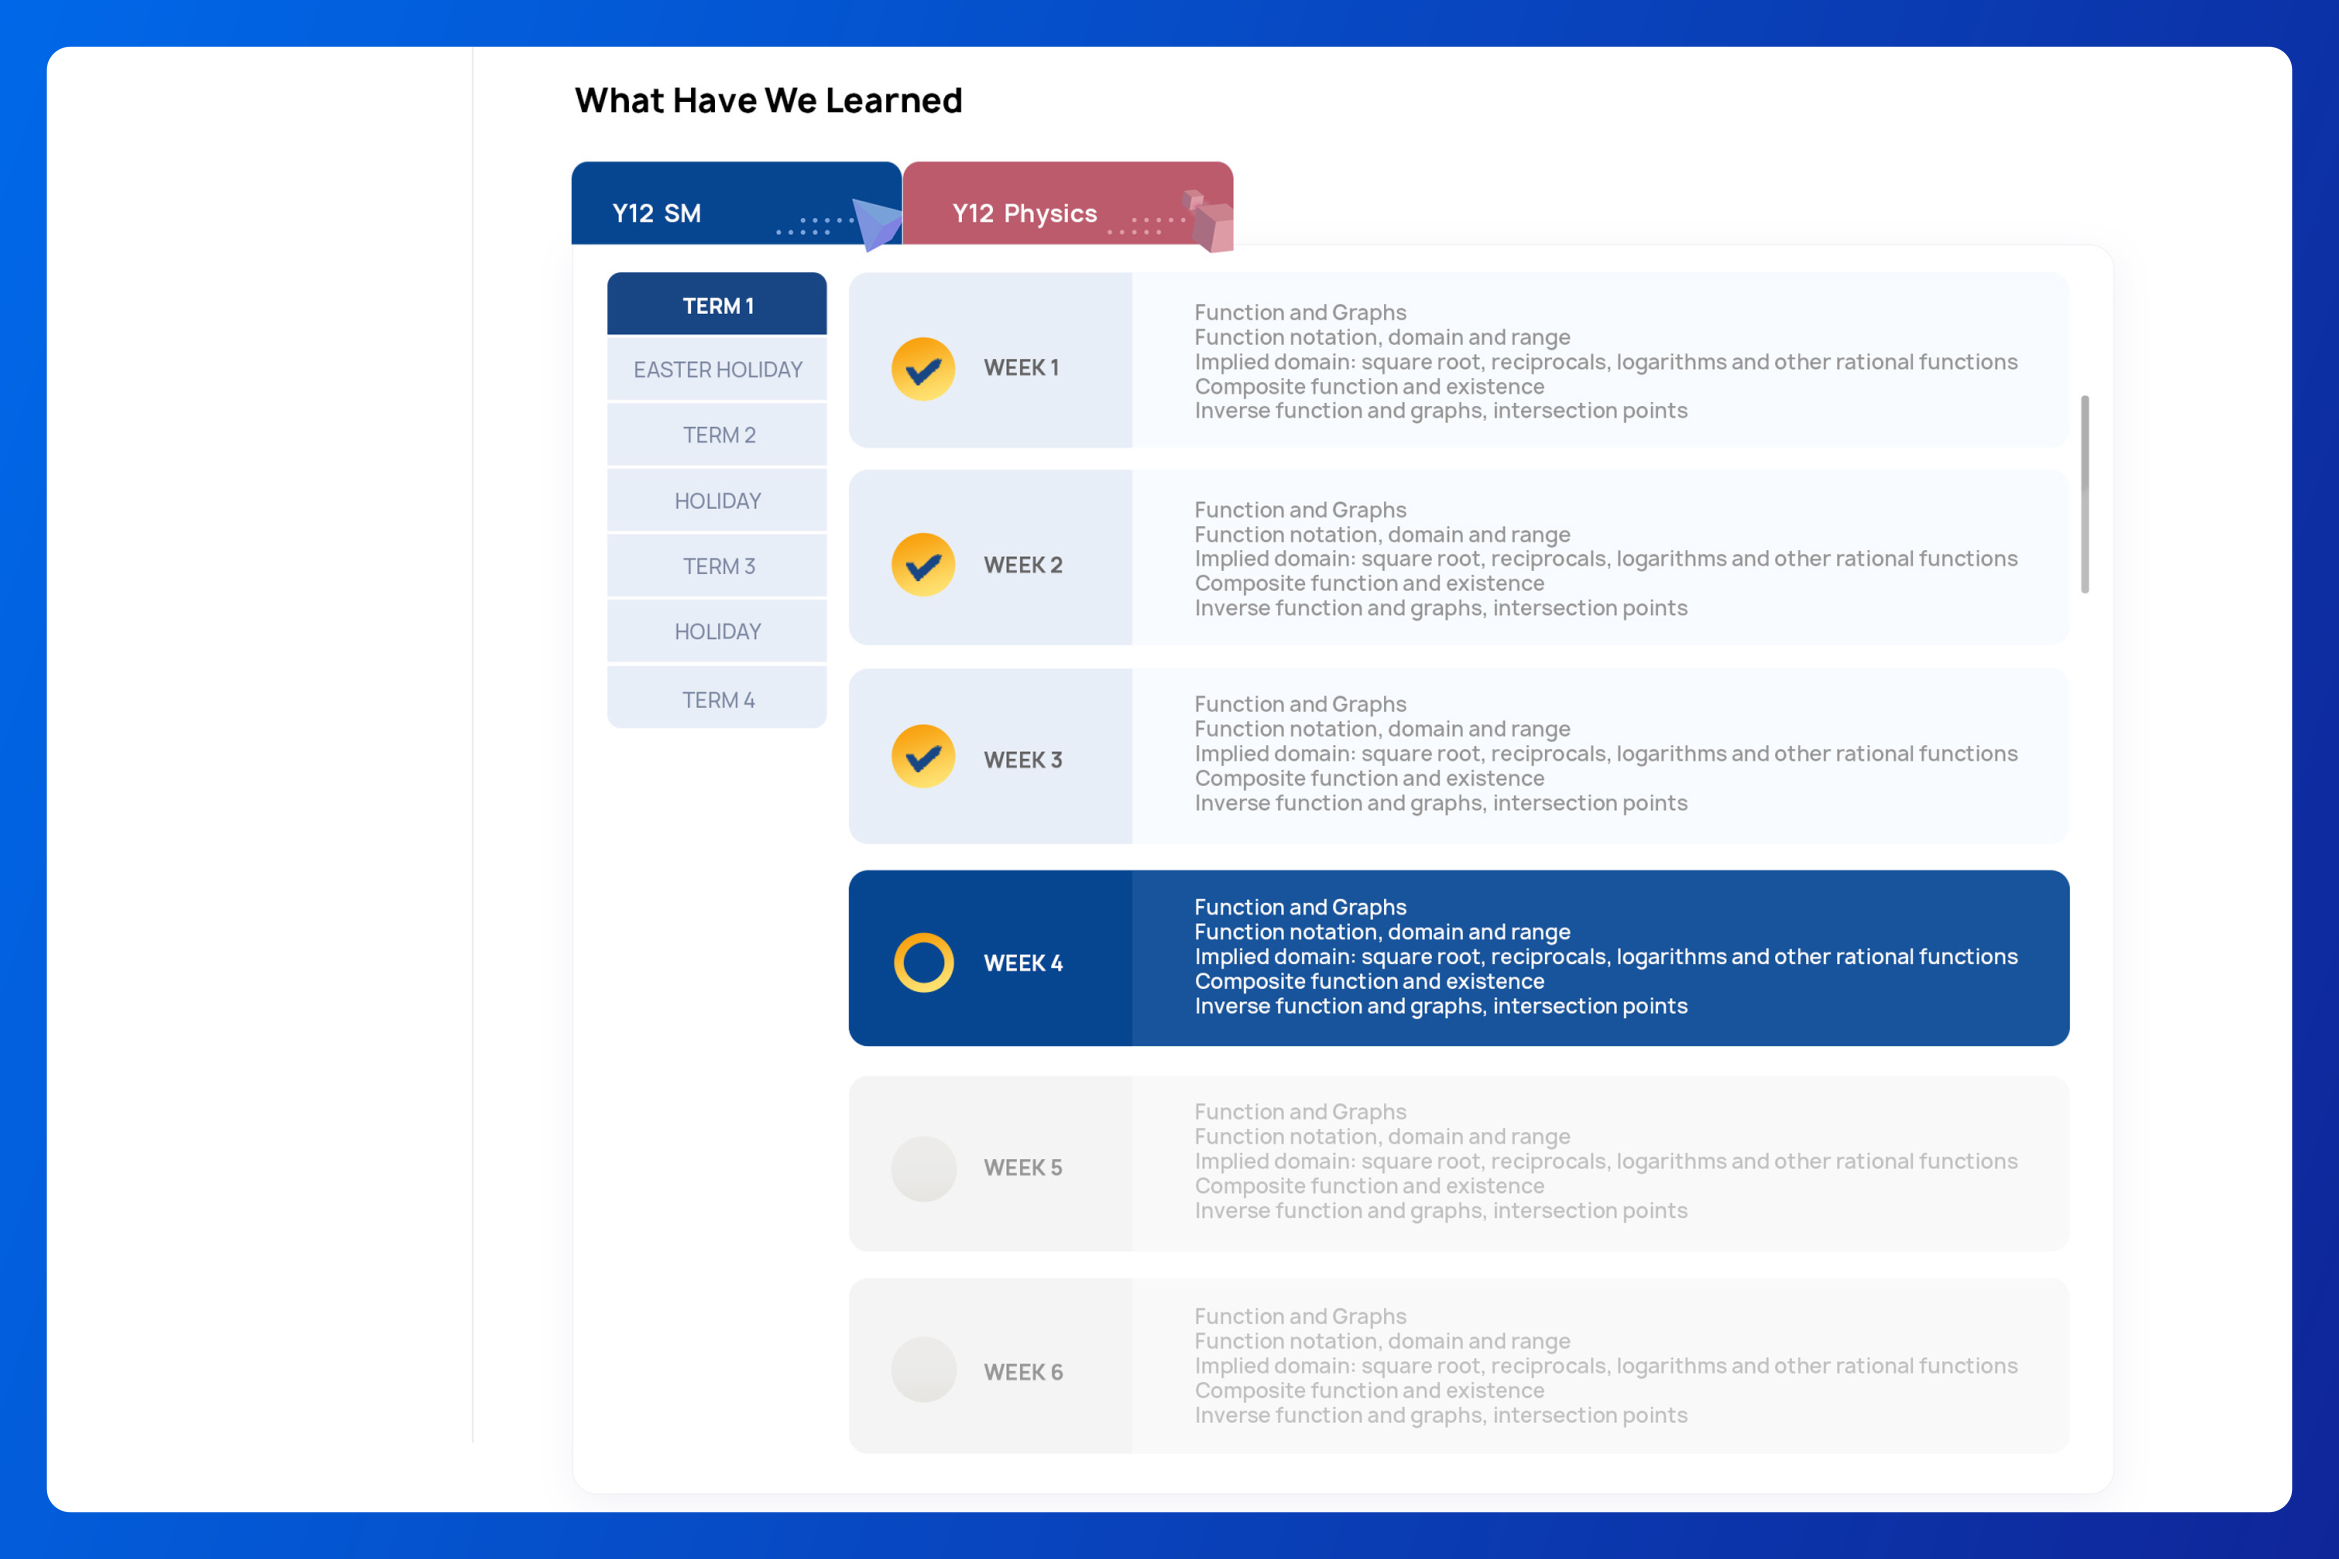 What Have We Learned
Y12 SM
Y12 Physics
TERM 1
EASTER HOLIDAY
TERM 2
HOLIDAY
TERM 3
HOLIDAY
TERM 4
WEEK 1
Function and Graphs
Function notation, domain and range
Implied domain: square root, reciprocals, logarithms and other rational functions
Composite function and existence
Inverse function and graphs, intersection points
WEEK 2
Function and Graphs
Function notation, domain and range
Implied domain: square root, reciprocals, logarithms and other rational functions
Composite function and existence
Inverse function and graphs, intersection points
WEEK 3
Function and Graphs
Function notation, domain and range
Implied domain: square root, reciprocals, logarithms and other rational functions
Composite function and existence
Inverse function and graphs, intersection points
WEEK 4
Function and Graphs
Function notation, domain and range
Implied domain: square root, reciprocals, logarithms and other rational functions
Composite function and existence
Inverse function and graphs, intersection points
WEEK 5
Function and Graphs
Function notation, domain and range
Implied domain: square root, reciprocals, logarithms and other rational functions
Composite function and existence
Inverse function and graphs, intersection points
WEEK 6
Function and Graphs
Function notation, domain and range
Implied domain: square root, reciprocals, logarithms and other rational functions
Composite function and existence
Inverse function and graphs, intersection points